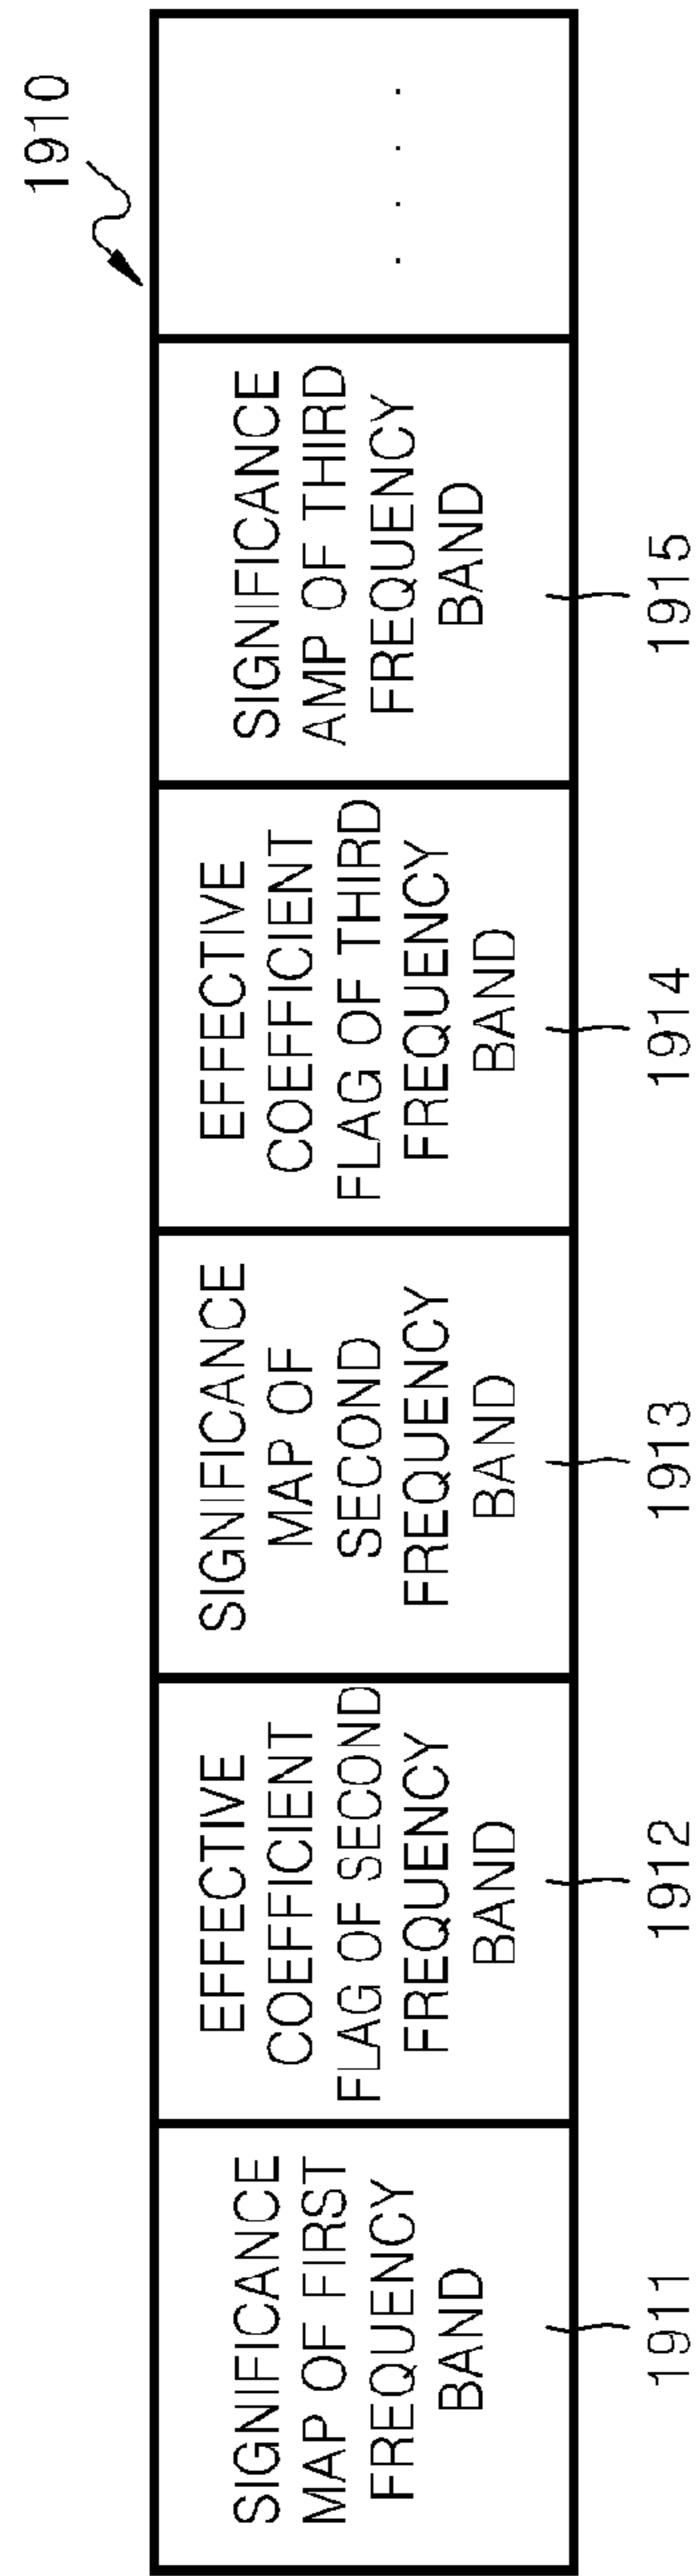 1910
SIGNIFICANCE
MAP OF FIRST
FREQUENCY
BAND
EFFECTIVE
COEFFICIENT
FLAG OF SECOND
FREQUENCY
BAND
SIGNIFICANCE
MAP OF
SECOND
FREQUENCY
BAND
EFFECTIVE
COEFFICIENT
FLAG OF THIRD
FREQUENCY
BAND
SIGNIFICANCE
AMP OF THIRD
FREQUENCY
BAND
. . . .
1911
1912
1913
1914
1915